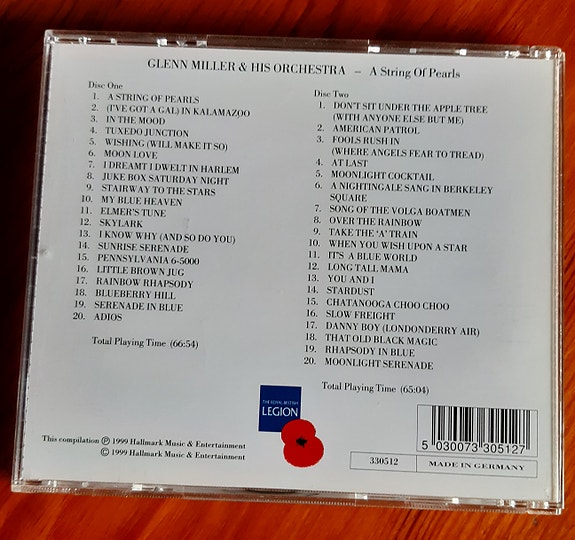 GLENN MILLER & HIS ORCHESTRA – A String Of Pearls
Disc One
1. A STRING OF PEARLS
2. (I'VE GOT A GAL) IN KALAMAZOO
3. IN THE MOOD
4. TUXEDO JUNCTION
5. WISHING (WILL MAKE IT SO)
6. MOON LOVE
7. I DREAMT I DWELT IN HARLEM
8. JUKE BOX SATURDAY NIGHT
9. STAIRWAY TO THE STARS
10. MY BLUE HEAVEN
11. ELMER'S TUNE
12. SKYLARK
13. I KNOW WHY (AND SO DO YOU)
14. SUNRISE SERENADE
15. PENNSYLVANIA 6-5000
16. LITTLE BROWN JUG
17. RAINBOW RHAPSODY
18. BLUEBERRY HILL
19. SERENADE IN BLUE
20. ADIOS
Total Playing Time (66:54)
Disc Two
1. DON'T SIT UNDER THE APPLE TREE
(WITH ANYONE ELSE BUT ME)
2. AMERICAN PATROL
3. FOOLS RUSH IN
(WHERE ANGELS FEAR TO TREAD)
4. AT LAST
5. MOONLIGHT COCKTAIL
6. A NIGHTINGALE SANG IN BERKELEY
SQUARE
7. SONG OF THE VOLGA BOATMEN
8. OVER THE RAINBOW
9. TAKE THE 'A' TRAIN
10. WHEN YOU WISH UPON A STAR
11. IT'S A BLUE WORLD
12. LONG TALL MAMA
13. YOU AND I
14. STARDUST
15. CHATANOOGA CHOO CHOO
16. SLOW FREIGHT
17. DANNY BOY (LONDONDERRY AIR)
18. THAT OLD BLACK MAGIC
19. RHAPSODY IN BLUE
20. MOONLIGHT SERENADE
Total Playing Time (65:04)
THE ROYAL BRITISH
LEGION
This compilation ℗ 1999 Hallmark Music & Entertainment
© 1999 Hallmark Music & Entertainment
5 030073 305127
330512
MADE IN GERMANY